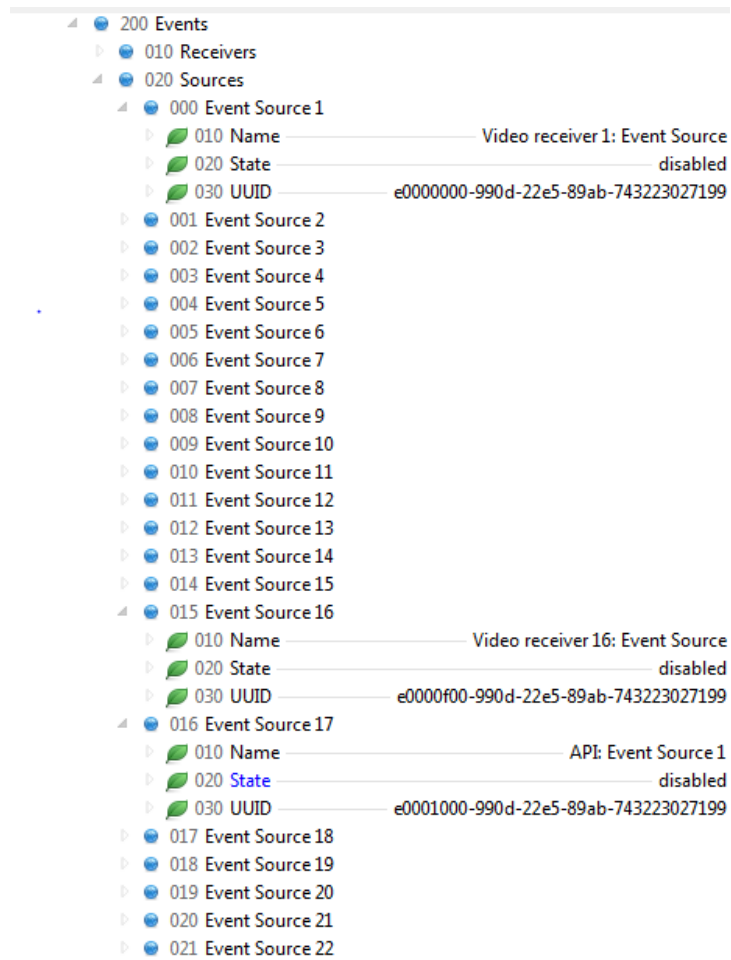 200 Events
010 Receivers
020 Sources
000 Event Source 1
010 Name Video receiver 1: Event Source
020 State disabled
030 UUID e0000000-990d-22e5-89ab-743223027199
001 Event Source 2
002 Event Source 3
003 Event Source 4
004 Event Source 5
005 Event Source 6
006 Event Source 7
007 Event Source 8
008 Event Source 9
009 Event Source 10
010 Event Source 11
011 Event Source 12
012 Event Source 13
013 Event Source 14
014 Event Source 15
015 Event Source 16
010 Name Video receiver 16: Event Source
020 State disabled
030 UUID e0000f00-990d-22e5-89ab-743223027199
016 Event Source 17
010 Name API: Event Source 1
020 State disabled
030 UUID e0001000-990d-22e5-89ab-743223027199
017 Event Source 18
018 Event Source 19
019 Event Source 20
020 Event Source 21
021 Event Source 22